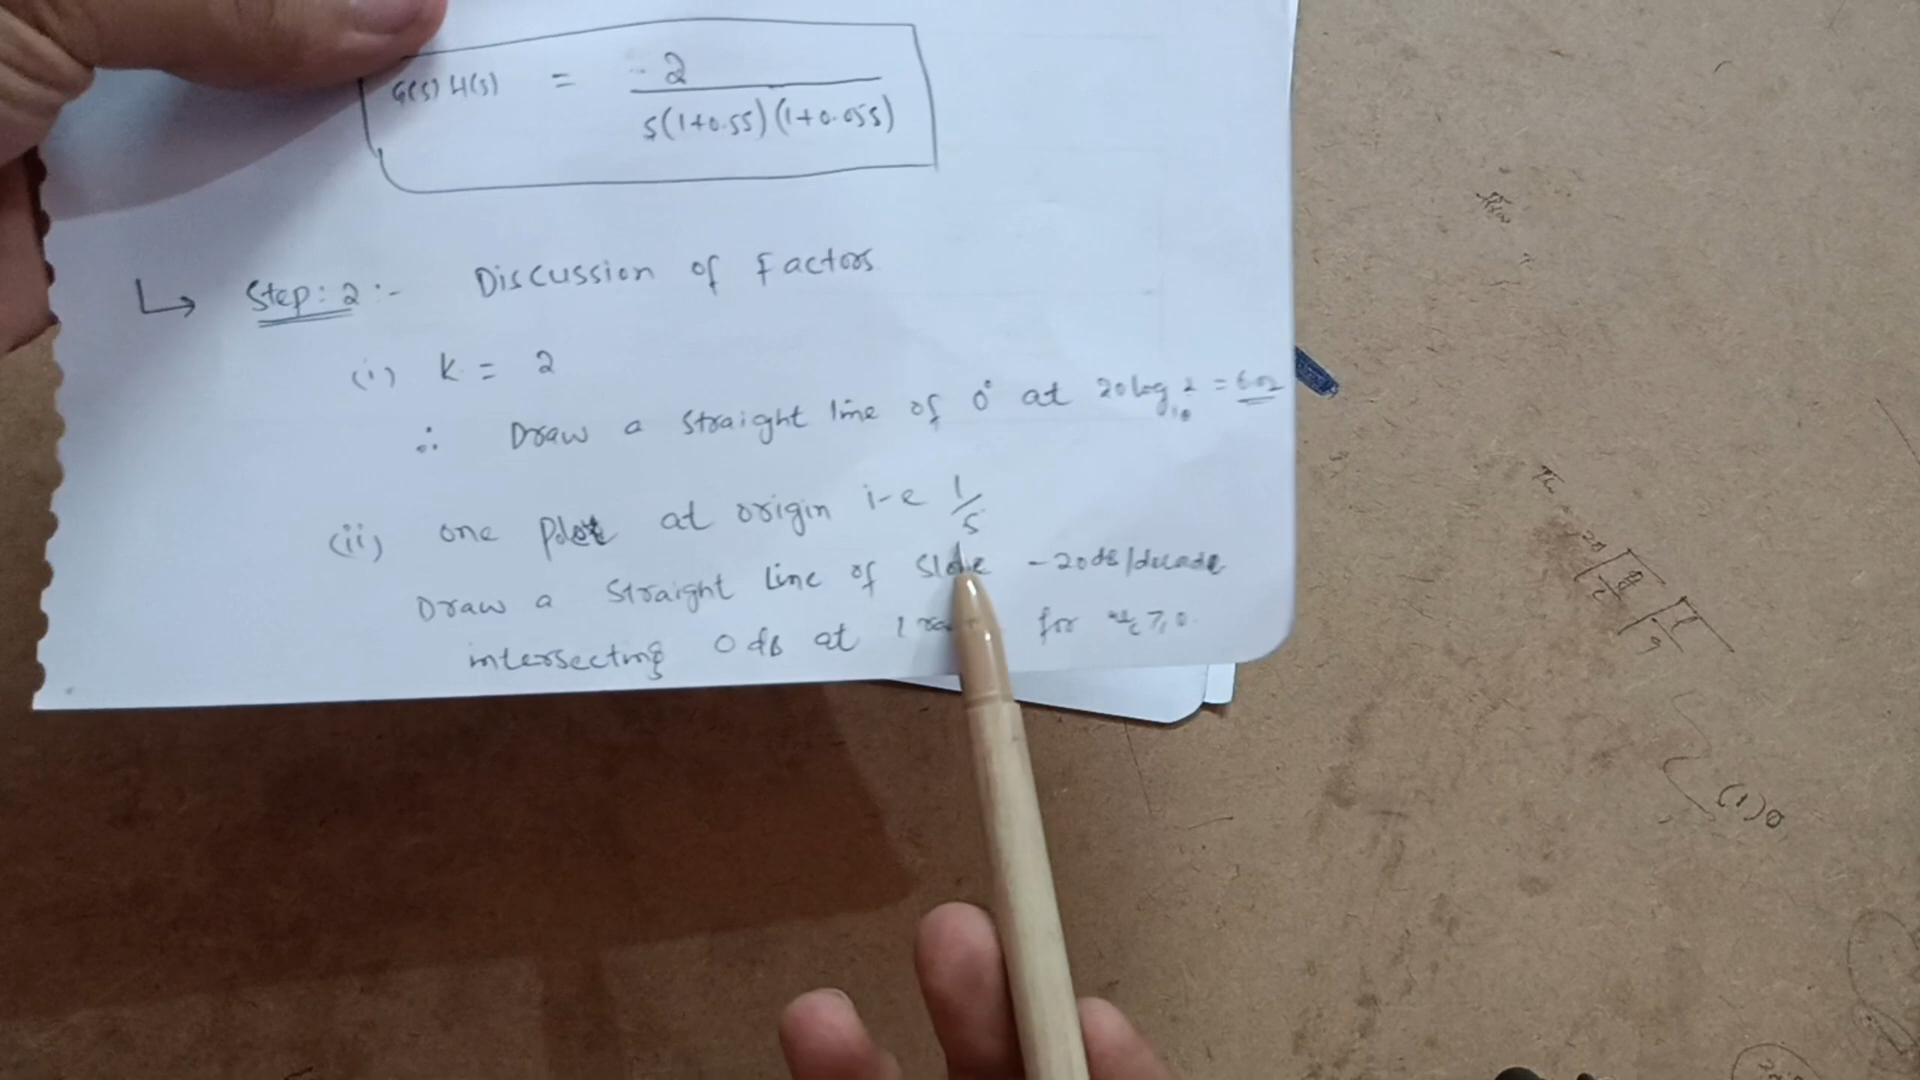 G(s) H(s) = 2
s(1+0.5s)(1+0.05s)
Step: 2 :- Discussion of Factors
(i) K = 2
∴ Draw a straight line of 0° at 20log₁₀ 2 = 6.02
(ii) one at origin i-e 1/s
Draw a straight Line of Slope -20dB/decade
intersecting 0 dB at 1 for
(1)0